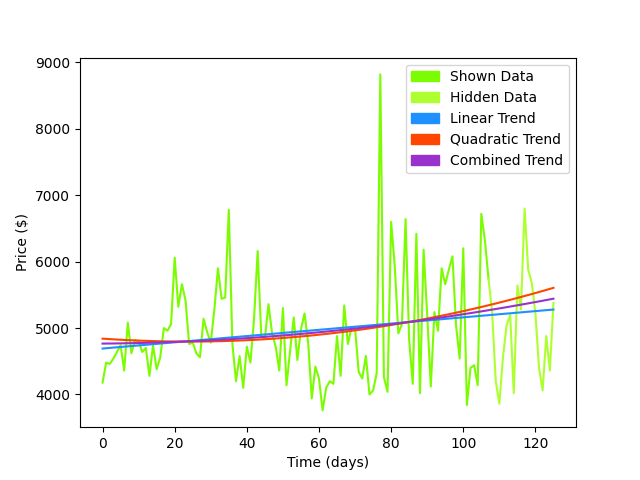 9000
8000
7000
6000
5000
4000
Price ($)
0 20 40 60 80 100 120
Time (days)
Shown Data
Hidden Data
Linear Trend
Quadratic Trend
Combined Trend